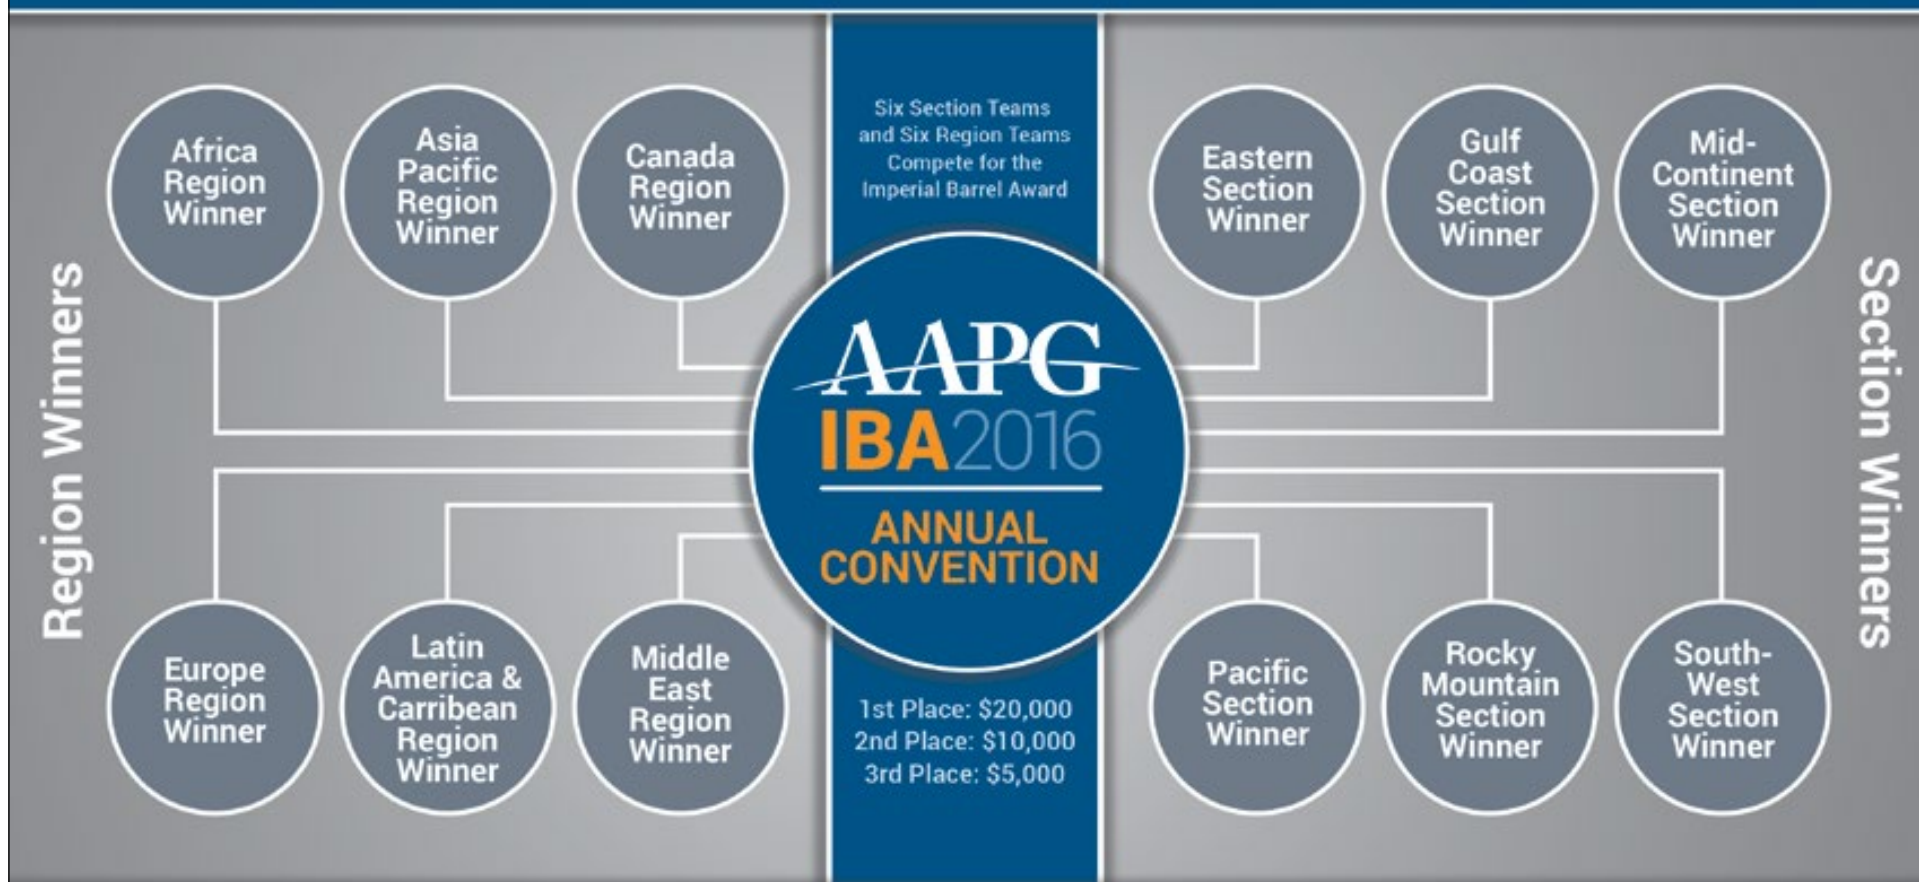 Region Winners
Africa
Region
Winner
Asia
Pacific
Region
Winner
Canada
Region
Winner
Europe
Region
Winner
Latin
America &
Carribean
Region
Winner
Middle
East
Region
Winner
Six Section Teams
and Six Region Teams
Compete for the
Imperial Barrel Award
AAPG
IBA2016
ANNUAL
CONVENTION
1st Place: $20,000
2nd Place: $10,000
3rd Place: $5,000
Eastern
Section
Winner
Gulf
Coast
Section
Winner
Mid-
Continent
Section
Winner
Pacific
Section
Winner
Rocky
Mountain
Section
Winner
South-
West
Section
Winner
Section Winners